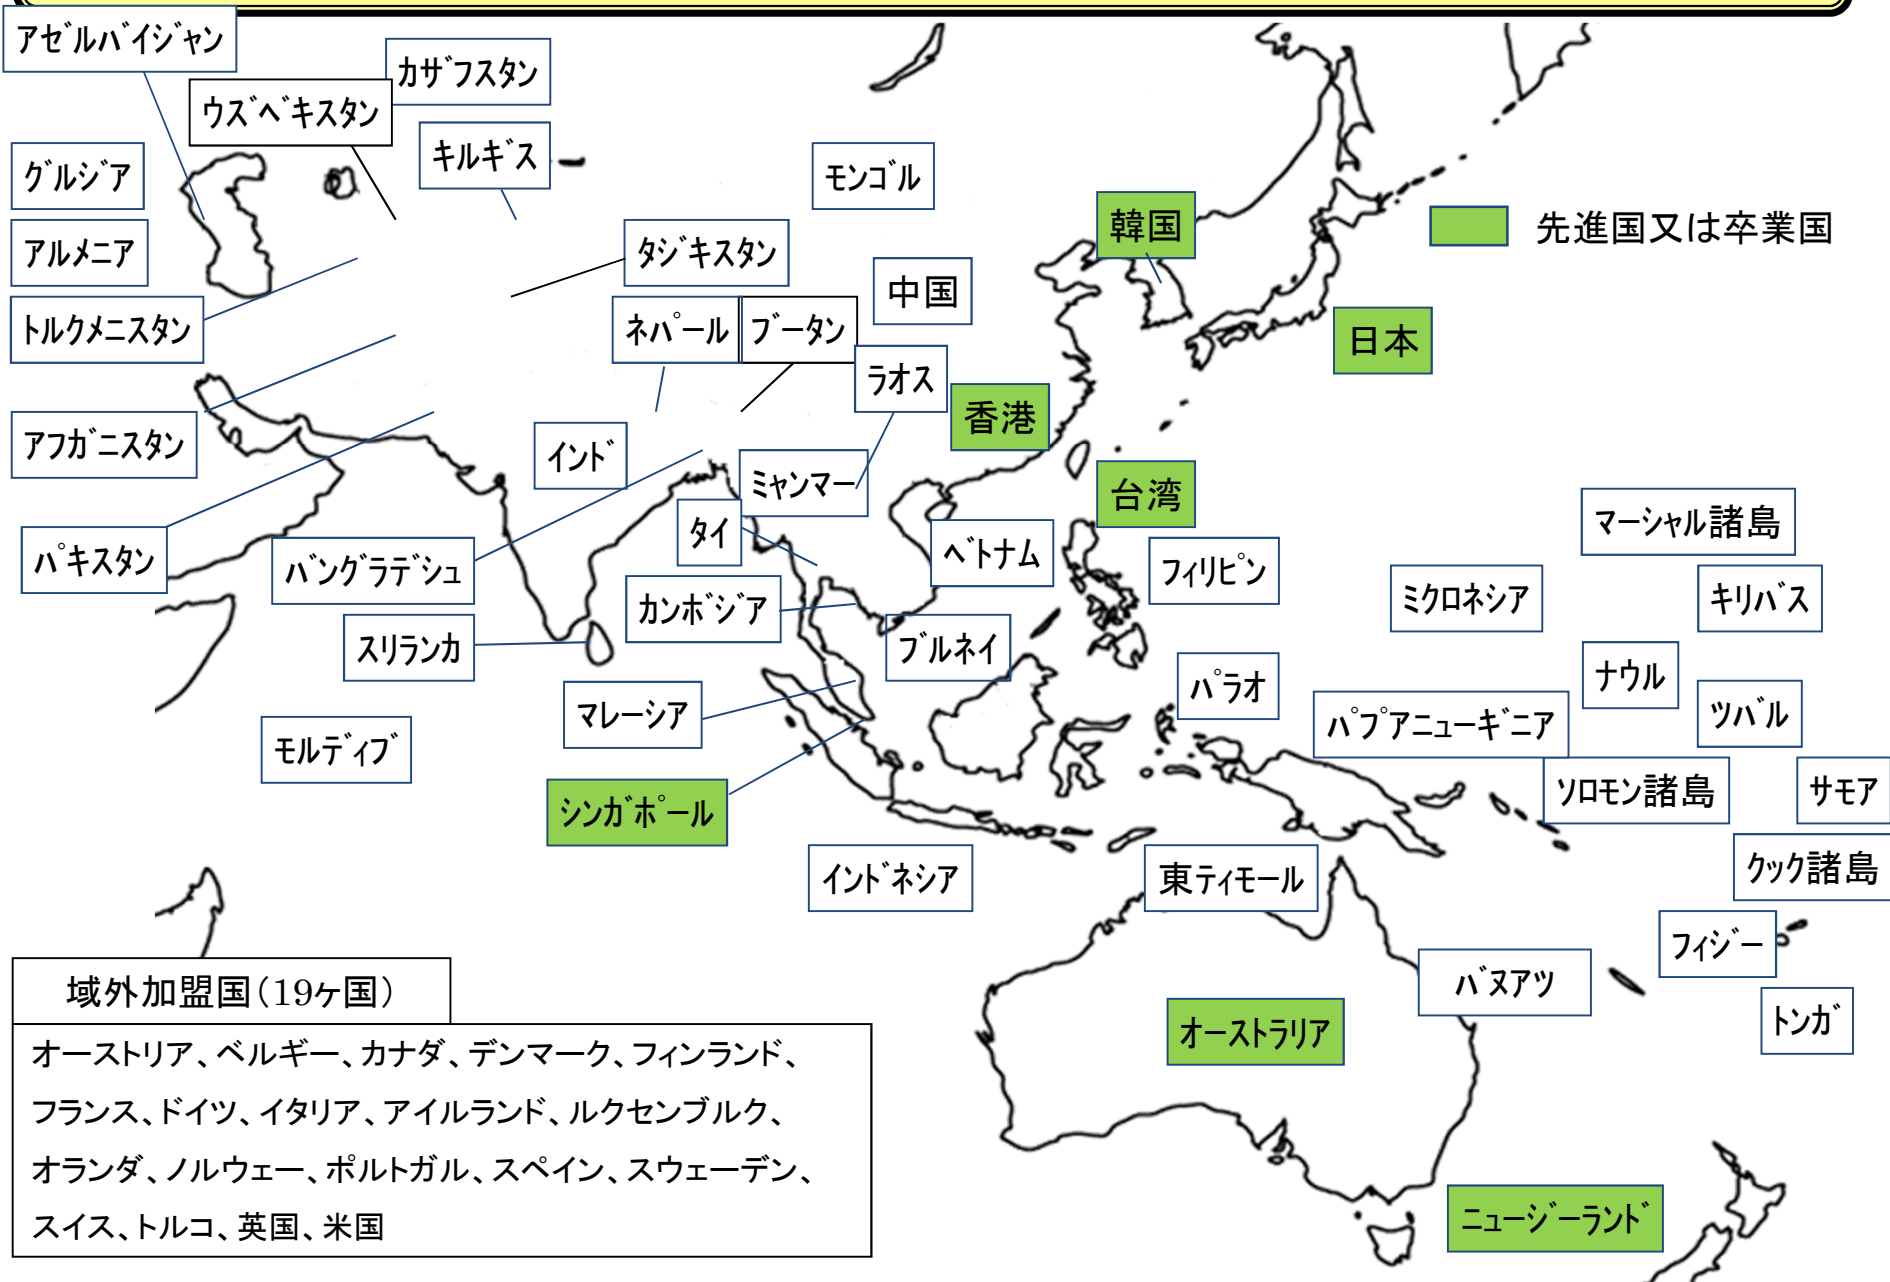 アゼルバイジャン
カザフスタン
ウズベキスタン
キルギス
グルジア
モンゴル
韓国
先進国又は卒業国
アルメニア
タジキスタン
中国
トルクメニスタン
ネパール
ブータン
日本
ラオス
香港
アフガニスタン
インド
ミャンマー
台湾
タイ
マーシャル諸島
パキスタン
バングラデシュ
ベトナム
フィリピン
カンボジア
ミクロネシア
キリバス
スリランカ
ブルネイ
パラオ
ナウル
マレーシア
パプアニューギニア
ツバル
モルディブ
シンガポール
ソロモン諸島
サモア
インドネシア
東ティモール
クック諸島
フィジー
バヌアツ
トンガ
オーストラリア
ニュージーランド
域外加盟国(19ヶ国)
オーストリア、ベルギー、カナダ、デンマーク、フィンランド、
フランス、ドイツ、イタリア、アイルランド、ルクセンブルク、
オランダ、ノルウェー、ポルトガル、スペイン、スウェーデン、
スイス、トルコ、英国、米国